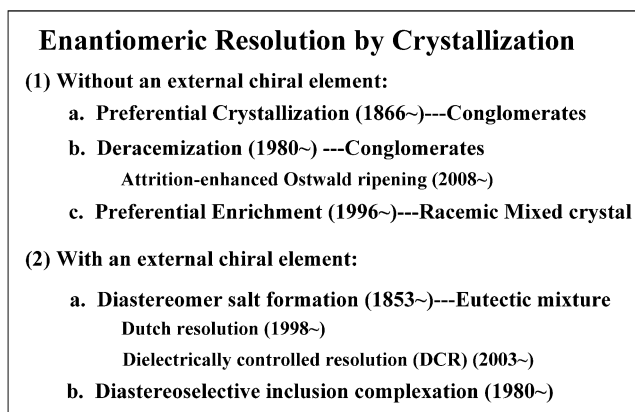 Enantiomeric Resolution by Crystallization
(1) Without an external chiral element:
a. Preferential Crystallization (1866~)---Conglomerates
b. Deracemization (1980~) ---Conglomerates
Attrition-enhanced Ostwald ripening (2008~)
c. Preferential Enrichment (1996~)---Racemic Mixed crystal
(2) With an external chiral element:
a. Diastereomer salt formation (1853~)---Eutectic mixture
Dutch resolution (1998~)
Dielectrically controlled resolution (DCR) (2003~)
b. Diastereoselective inclusion complexation (1980~)